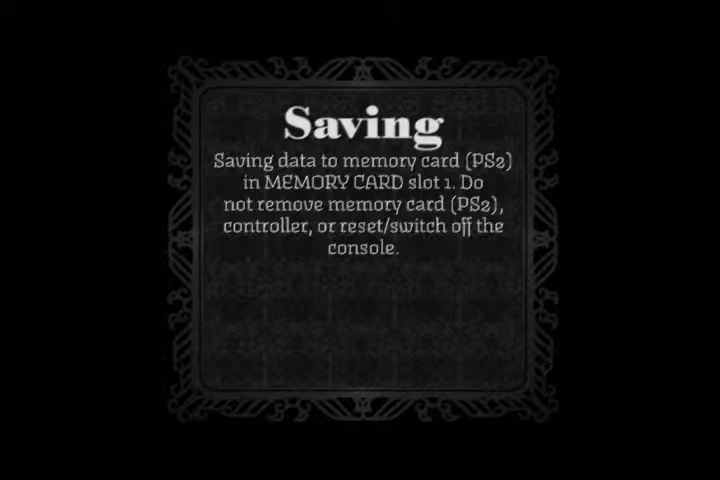 Saving
Saving data to memory card (PS2)
in MEMORY CARD slot 1. Do
not remove memory card (PS2),
controller, or reset/switch off the
console.